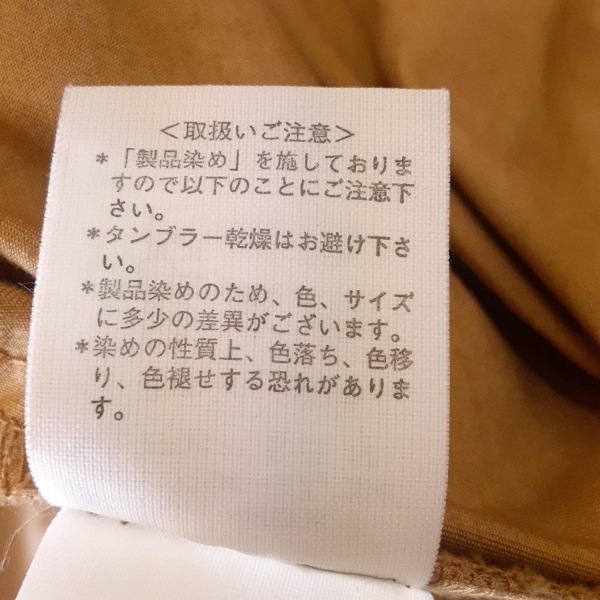 ＜取扱いご注意＞
＊「製品染め」を施しておりま
すので以下のことにご注意下
さい。
＊タンブラー乾燥はお避け下さ
い。
＊製品染めのため、色、サイズ
に多少の差異がございます。
＊染めの性質上、色落ち、色移
り、色褪せする恐れがありま
す。